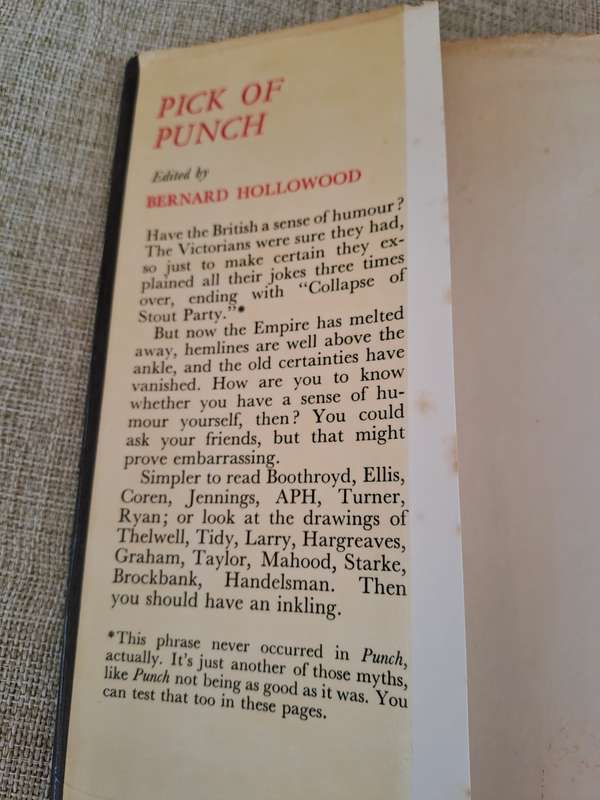 PICK OF
PUNCH
Edited by
BERNARD HOLLOWOOD
Have the British a sense of humour?
The Victorians were sure they had,
so just to make certain they ex-
plained all their jokes three times
over, ending with “Collapse of
Stout Party.”*
But now the Empire has melted
away, hemlines are well above the
ankle, and the old certainties have
vanished. How are you to know
whether you have a sense of hu-
mour yourself, then? You could
ask your friends, but that might
prove embarrassing.
Simpler to read Boothroyd, Ellis,
Coren, Jennings, APH, Turner,
Ryan; or look at the drawings of
Thelwell, Tidy, Larry, Hargreaves,
Graham, Taylor, Mahood, Starke,
Brockbank, Handelsman. Then
you should have an inkling.
*This phrase never occurred in Punch,
actually. It’s just another of those myths,
like Punch not being as good as it was. You
can test that too in these pages.